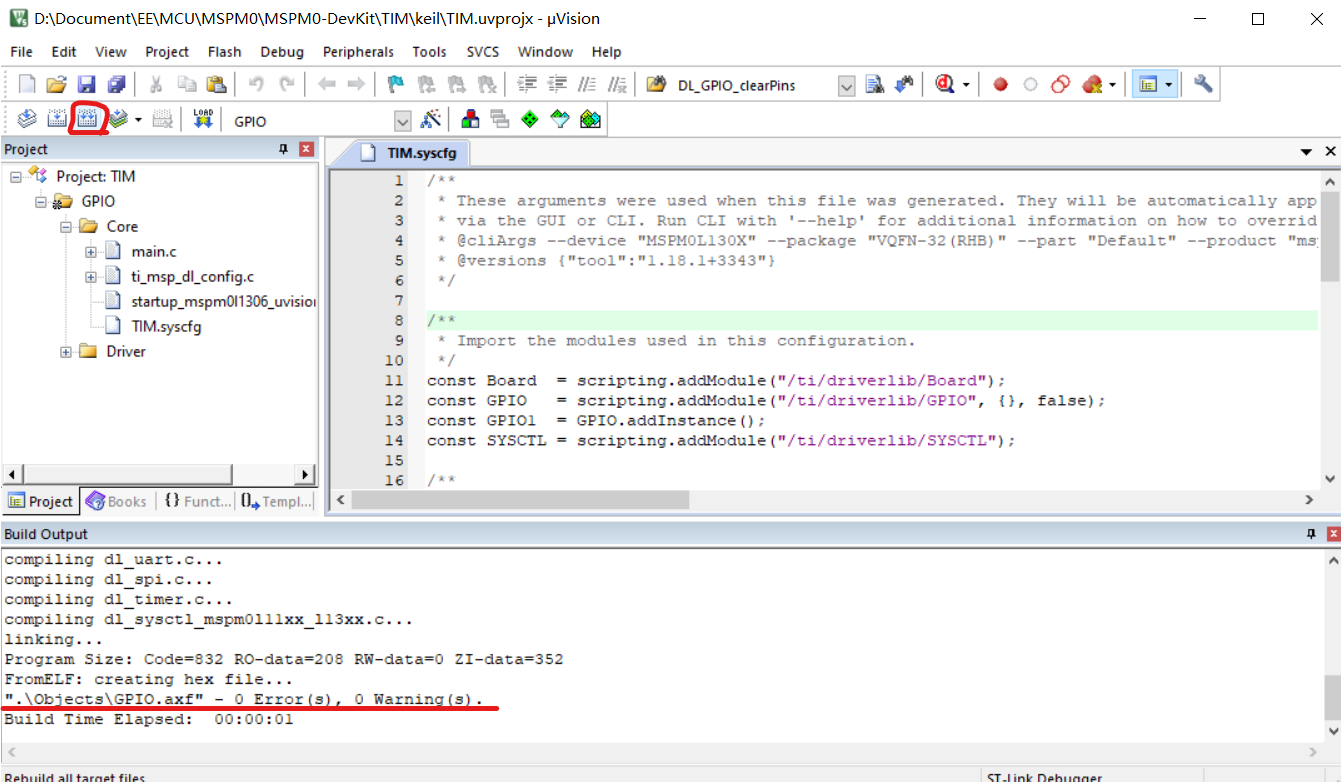 D:\Document\EE\MCU\MSPM0\MSPM0-DevKit\TIM\keil\TIM.uvprojx - µVision
File Edit View Project Flash Debug Peripherals Tools SVCS Window Help
DL_GPIO_clearPins
LOAD GPIO
Project
Project: TIM
GPIO
Core
main.c
ti_msp_dl_config.c
startup_mspm0l1306_uvision
TIM.syscfg
Driver
Project Books {} Funct... 0 Templ...
TIM.syscfg
1 /**
2 * These arguments were used when this file was generated. They will be automatically app
3 * via the GUI or CLI. Run CLI with '--help' for additional information on how to overrid
4 * @cliArgs --device "MSPM0L130X" --package "VQFN-32(RHB)" --part "Default" --product "msp
5 * @versions {"tool":"1.18.1+3343"}
6 */
7
8 /**
9 * Import the modules used in this configuration.
10 */
11 const Board = scripting.addModule("/ti/driverlib/Board");
12 const GPIO = scripting.addModule("/ti/driverlib/GPIO", {}, false);
13 const GPIO1 = GPIO.addInstance();
14 const SYSCTL = scripting.addModule("/ti/driverlib/SYSCTL");
15
16 /**
Build Output
compiling dl_uart.c...
compiling dl_spi.c...
compiling dl_timer.c...
compiling dl_sysctl_mspm0l11xx_l13xx.c...
linking...
Program Size: Code=832 RO-data=208 RW-data=0 ZI-data=352
FromELF: creating hex file...
".\Objects\GPIO.axf" - 0 Error(s), 0 Warning(s).
Build Time Elapsed: 00:00:01
Rebuild all target files ST-Link Debugger